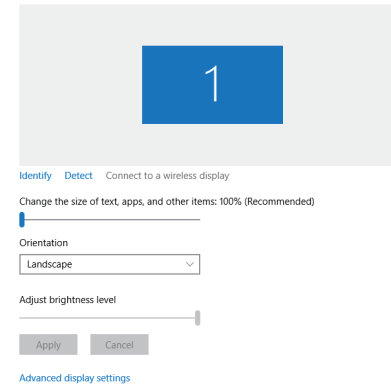 1
Identify Detect Connect to a wireless display
Change the size of text, apps, and other items: 100% (Recommended)
Orientation
Landscape
Adjust brightness level
Apply Cancel
Advanced display settings